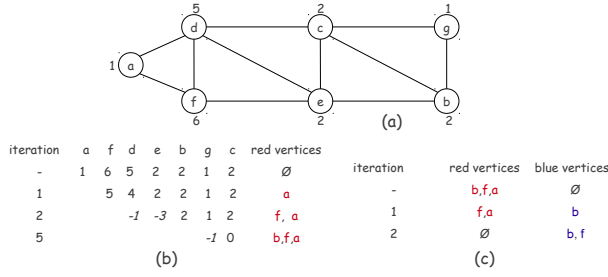 5 2 1
d c g
1 a
f e b
6 2 (a) 2
iteration a f d e b g c red vertices
- 1 6 5 2 2 1 2 Ø
1 5 4 2 2 1 2 a
2 -1 -3 2 1 2 f, a
5 -1 0 b,f,a
(b)
iteration red vertices blue vertices
- b,f,a Ø
1 f,a b
2 Ø b, f
(c)